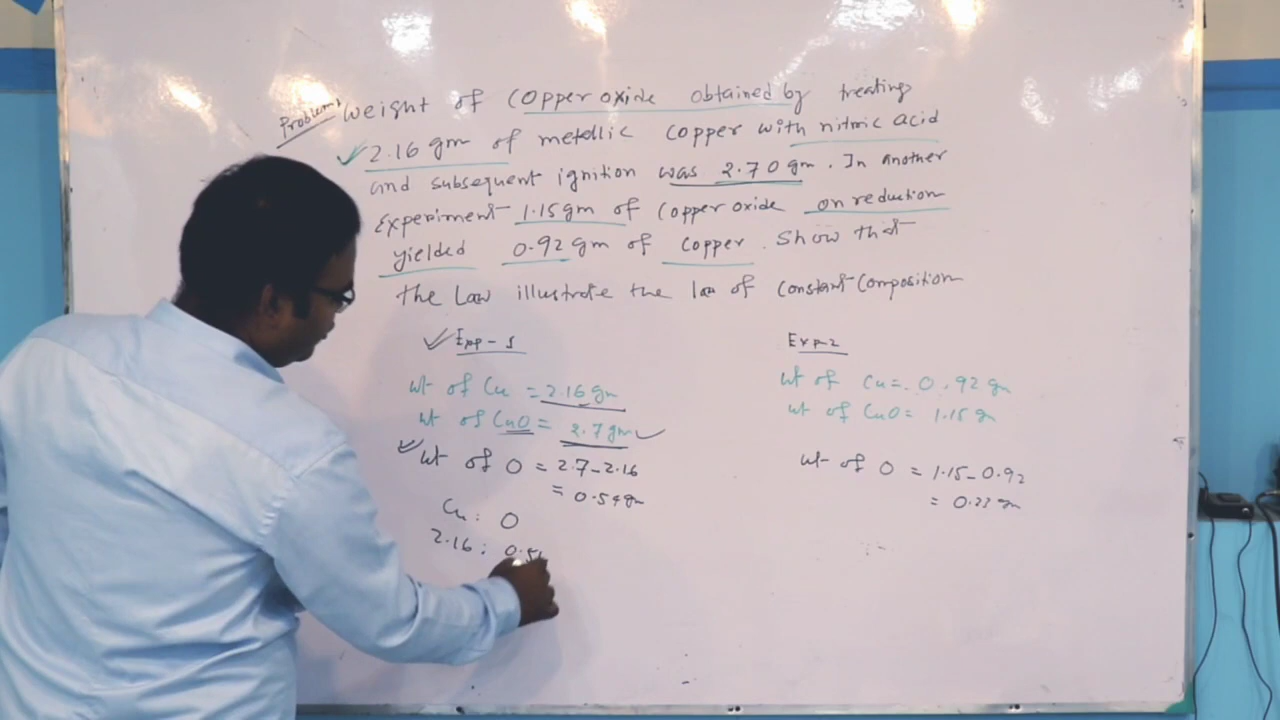 Problem: Weight of Copper oxide obtained by treating
2.16 gm of metallic copper with nitric acid
and subsequent ignition was 2.70 gm. In another
Experiment 1.15 gm of Copper oxide on reduction
yielded 0.92 gm of Copper. Show that
the Law illustrate the law of Constant Composition
Exp-1
wt of Cu = 2.16 gm
wt of CuO = 2.7 gm
wt of O = 2.7-2.16
= 0.54 gm
Cu : O
2.16 : 0.5
Exp-2
wt of Cu = 0.92 gm
wt of CuO = 1.15 g
wt of O = 1.15-0.92
= 0.23 gm